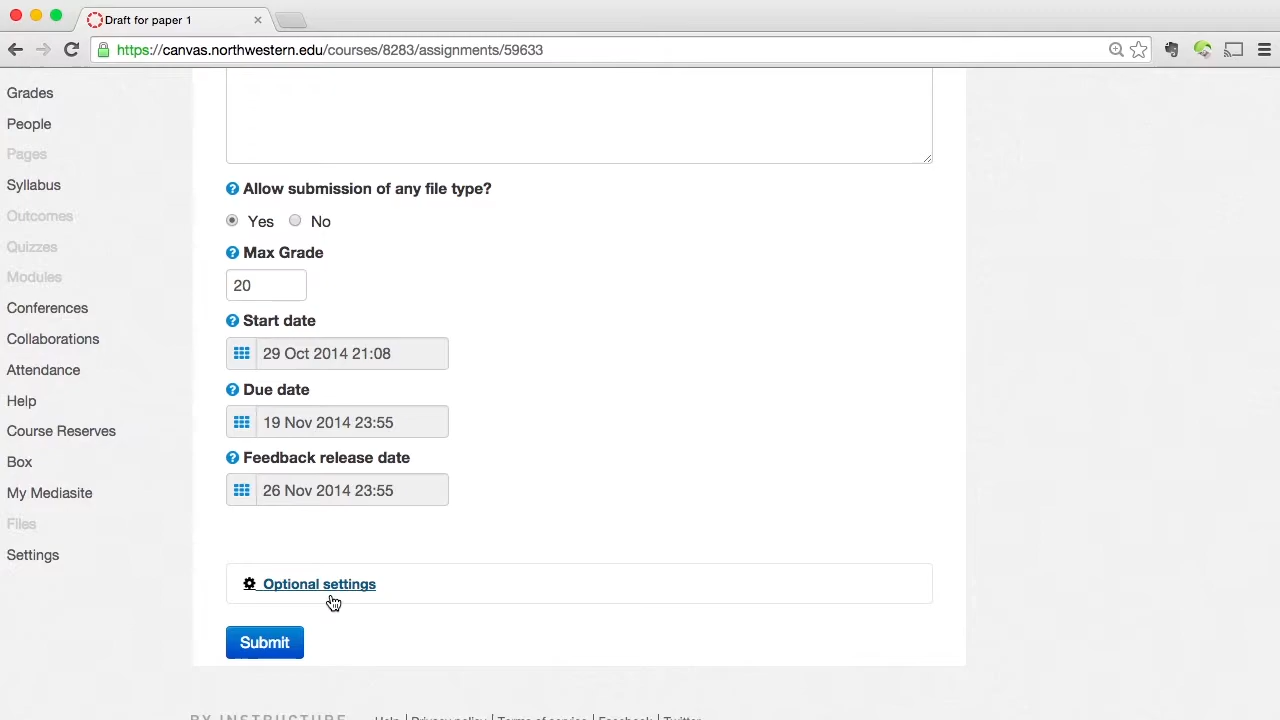 Draft for paper 1
https://canvas.northwestern.edu/courses/8283/assignments/59633
Grades
People
Pages
Syllabus
Outcomes
Quizzes
Modules
Conferences
Collaborations
Attendance
Help
Course Reserves
Box
My Mediasite
Files
Settings
Allow submission of any file type?
Yes No
Max Grade
20
Start date
29 Oct 2014 21:08
Due date
19 Nov 2014 23:55
Feedback release date
26 Nov 2014 23:55
Optional settings
Submit
BY INSTRUCTURE Help | Privacy policy | Terms of service | Facebook | Twitter